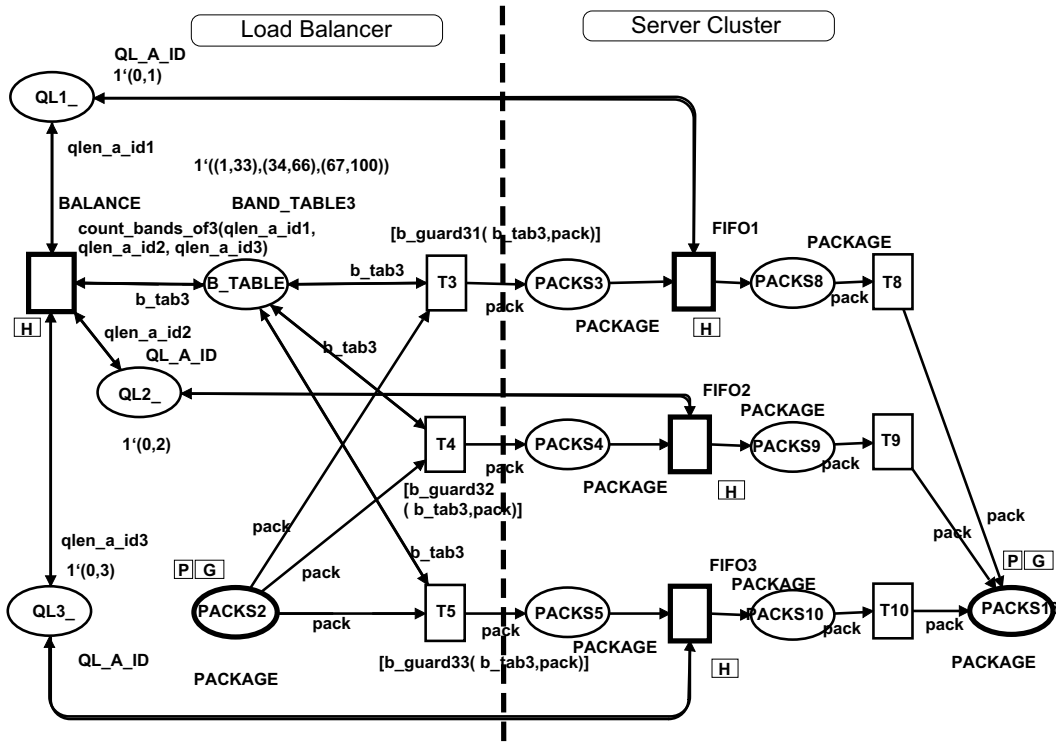 Load Balancer
Server Cluster
QL_A_ID
1‘(0,1)
QL1_
qlen_a_id1
1‘((1,33),(34,66),(67,100))
BALANCE
BAND_TABLE3
count_bands_of3(qlen_a_id1,
qlen_a_id2, qlen_a_id3)
[b_guard31( b_tab3,pack)]
FIFO1
PACKAGE
B_TABLE
b_tab3
b_tab3
T3
pack
PACKS3
PACKAGE
PACKS8
pack
T8
H
H
qlen_a_id2
QL_A_ID
QL2_
1‘(0,2)
b_tab3
FIFO2
PACKAGE
T4
pack
PACKS4
PACKAGE
PACKS9
pack
T9
H
[b_guard32
( b_tab3,pack)]
pack
pack
qlen_a_id3
1‘(0,3)
QL3_
QL_A_ID
P G
PACKS2
pack
PACKAGE
b_tab3
T5
pack
[b_guard33( b_tab3,pack)]
PACKS5
PACKAGE
FIFO3
PACKAGE
H
PACKS10
pack
T10
pack
pack
pack
P G
PACKAGE